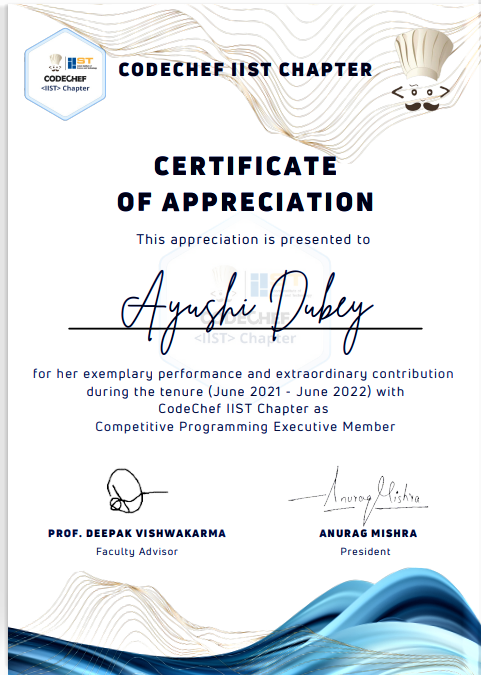 IIST
CODECHEF
<IIST> Chapter
CODECHEF IIST CHAPTER
CERTIFICATE
OF APPRECIATION
This appreciation is presented to
Ayushi Dubey
CODECHEF
<IIST> Chapter
for her exemplary performance and extraordinary contribution
during the tenure (June 2021 - June 2022) with
CodeChef IIST Chapter as
Competitive Programming Executive Member
Anurag Mishra
PROF. DEEPAK VISHWAKARMA
ANURAG MISHRA
Faculty Advisor
President